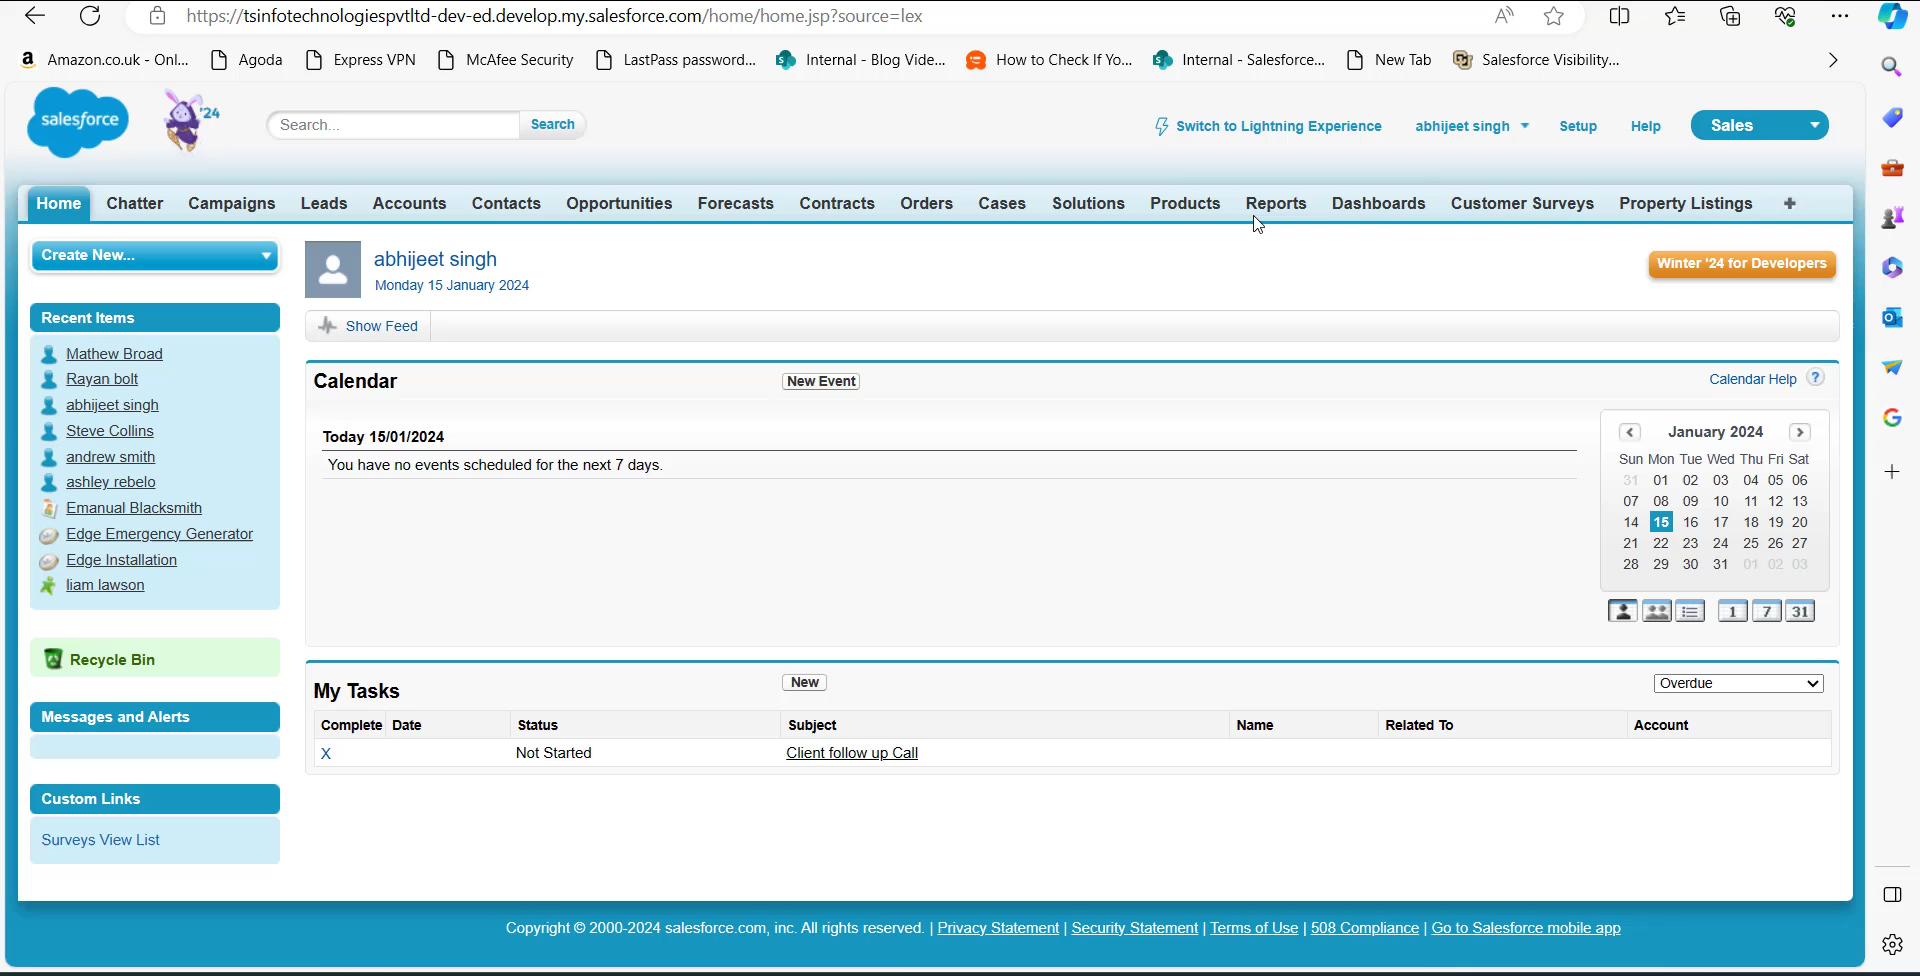 https://tsinfotechnologiespvtltd-dev-ed.develop.my.salesforce.com/home/home.jsp?source=lex
Amazon.co.uk - Onl... Agoda Express VPN McAfee Security LastPass password... Internal - Blog Vide... How to Check If Yo... Internal - Salesforce... New Tab Salesforce Visibility...
salesforce '24 Search... Search Switch to Lightning Experience abhijeet singh Setup Help Sales
Home Chatter Campaigns Leads Accounts Contacts Opportunities Forecasts Contracts Orders Cases Solutions Products Reports Dashboards Customer Surveys Property Listings +
Create New...
Recent Items
Mathew Broad
Rayan bolt
abhijeet singh
Steve Collins
andrew smith
ashley rebelo
Emanual Blacksmith
Edge Emergency Generator
Edge Installation
liam lawson
Recycle Bin
Messages and Alerts
Custom Links
Surveys View List
abhijeet singh
Monday 15 January 2024
Winter '24 for Developers
Show Feed
Calendar New Event Calendar Help ?
Today 15/01/2024
You have no events scheduled for the next 7 days.
January 2024
Sun Mon Tue Wed Thu Fri Sat
31 01 02 03 04 05 06
07 08 09 10 11 12 13
14 15 16 17 18 19 20
21 22 23 24 25 26 27
28 29 30 31 01 02 03
1 7 31
My Tasks New Overdue
Complete Date Status Subject Name Related To Account
X Not Started Client follow up Call
Copyright © 2000-2024 salesforce.com, inc. All rights reserved. | Privacy Statement | Security Statement | Terms of Use | 508 Compliance | Go to Salesforce mobile app